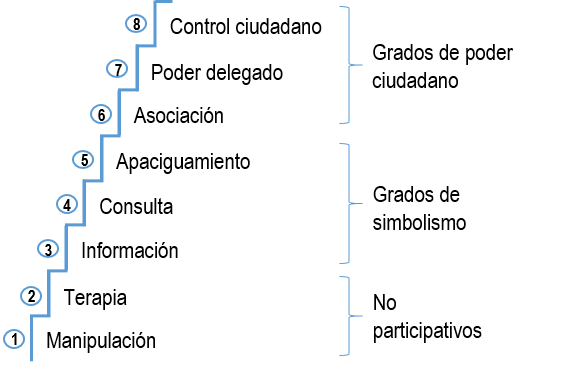 8 Control ciudadano
7 Poder delegado
6 Asociación
Grados de poder
ciudadano
5 Apaciguamiento
4 Consulta
3 Información
Grados de
simbolismo
2 Terapia
1 Manipulación
No
participativos